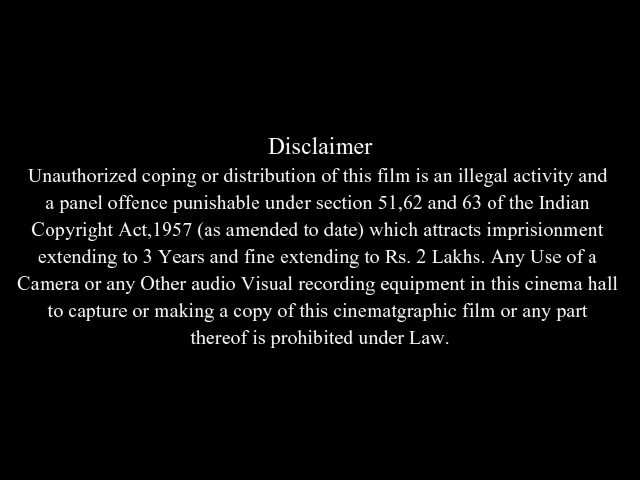 Disclaimer
Unauthorized coping or distribution of this film is an illegal activity and
a panel offence punishable under section 51,62 and 63 of the Indian
Copyright Act,1957 (as amended to date) which attracts imprisionment
extending to 3 Years and fine extending to Rs. 2 Lakhs. Any Use of a
Camera or any Other audio Visual recording equipment in this cinema hall
to capture or making a copy of this cinematgraphic film or any part
thereof is prohibited under Law.